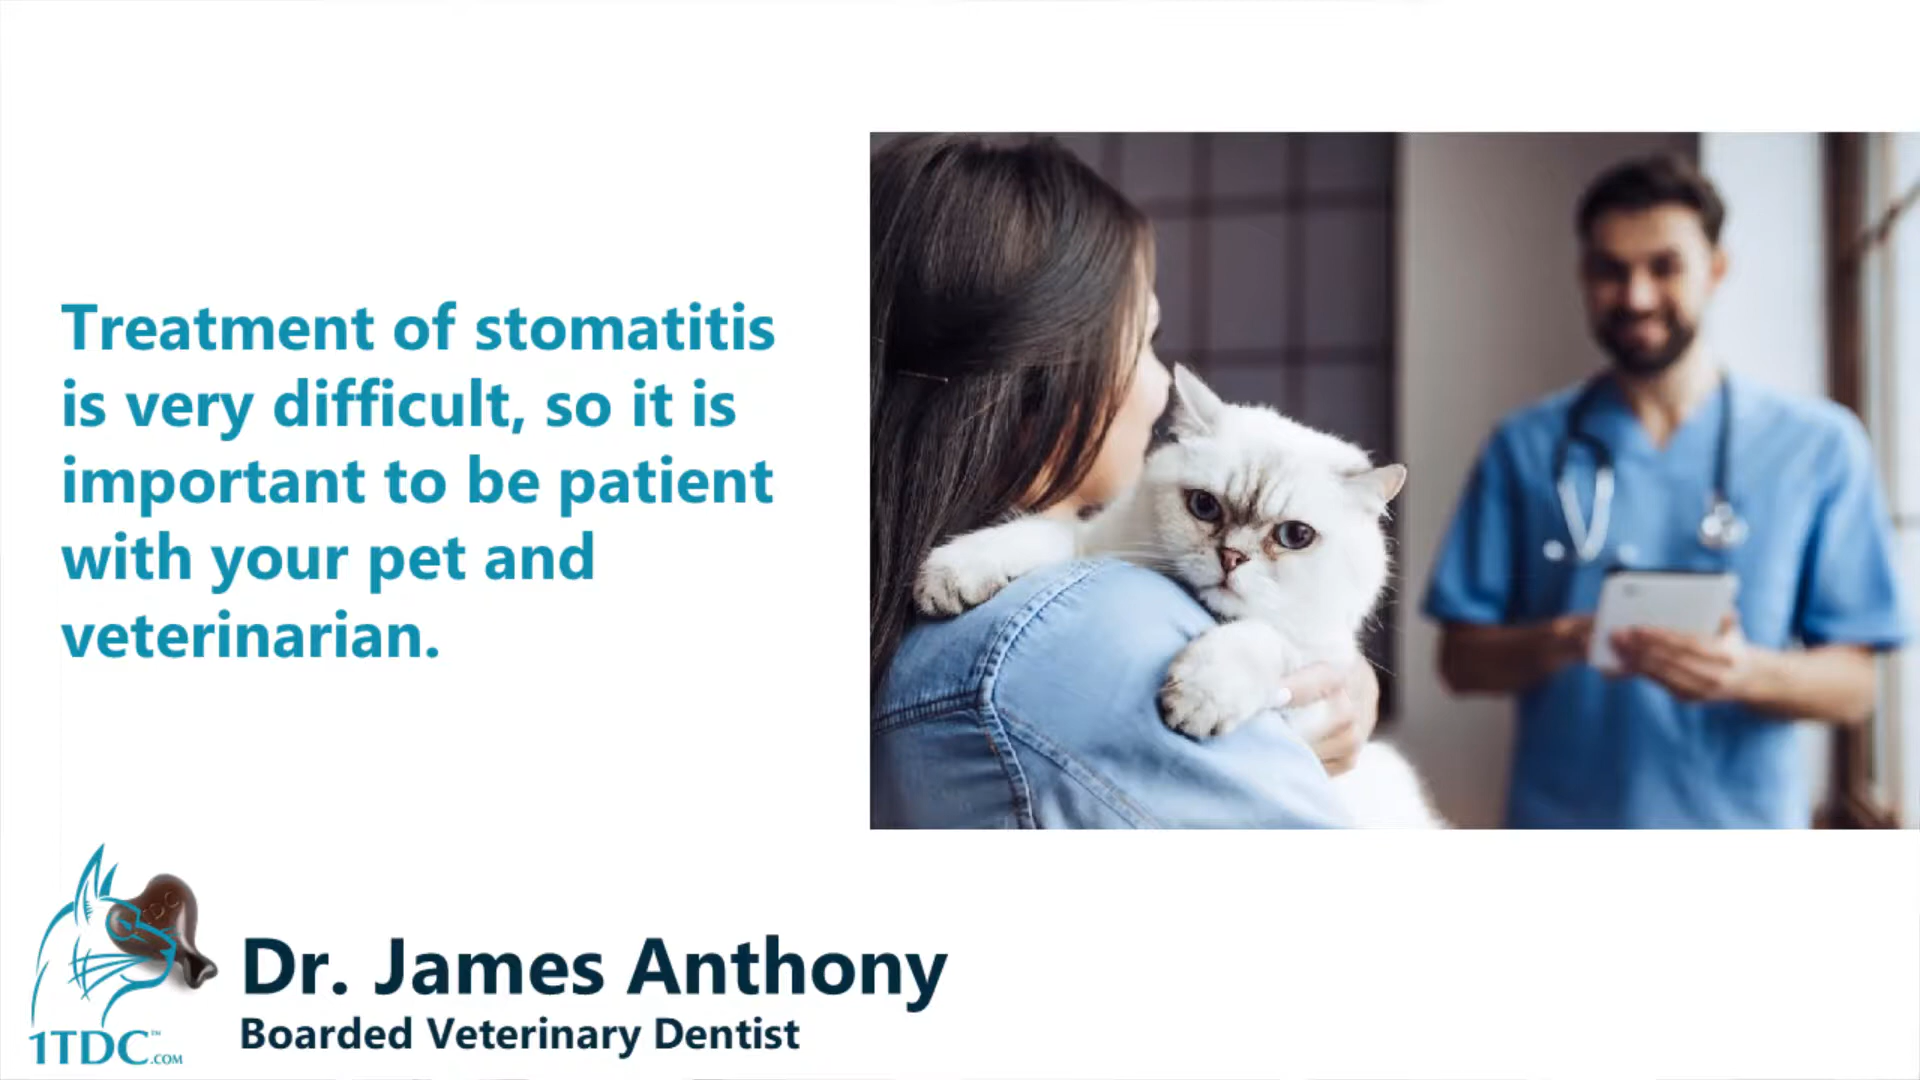 Treatment of stomatitis
is very difficult, so it is
important to be patient
with your pet and
veterinarian.
Dr. James Anthony
Boarded Veterinary Dentist
1TDC™.COM